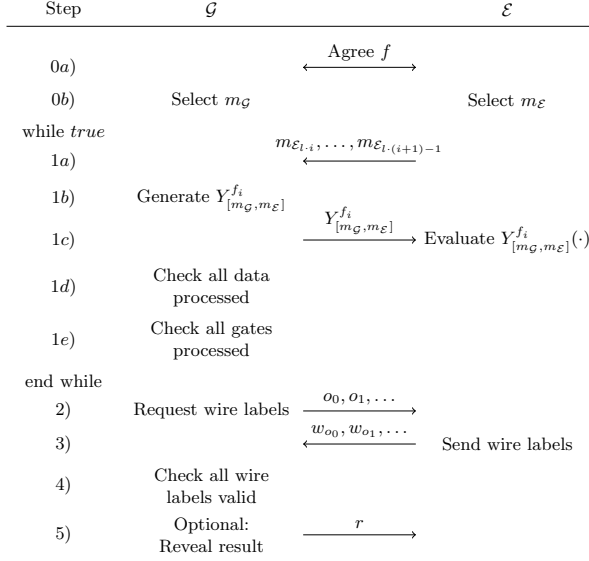 Step 𝒢 ℰ
0a) Agree f
0b) Select m_𝒢 Select m_ℰ
while true
1a) m_{ℰ_{l·i}}, …, m_{ℰ_{l·(i+1)−1}}
1b) Generate Y^{f_i}_{[m_𝒢,m_ℰ]}
1c) Y^{f_i}_{[m_𝒢,m_ℰ]} Evaluate Y^{f_i}_{[m_𝒢,m_ℰ]}(·)
1d) Check all data
processed
1e) Check all gates
processed
end while
2) Request wire labels o_0, o_1, …
3) w_{o_0}, w_{o_1}, … Send wire labels
4) Check all wire
labels valid
5) Optional:
Reveal result r